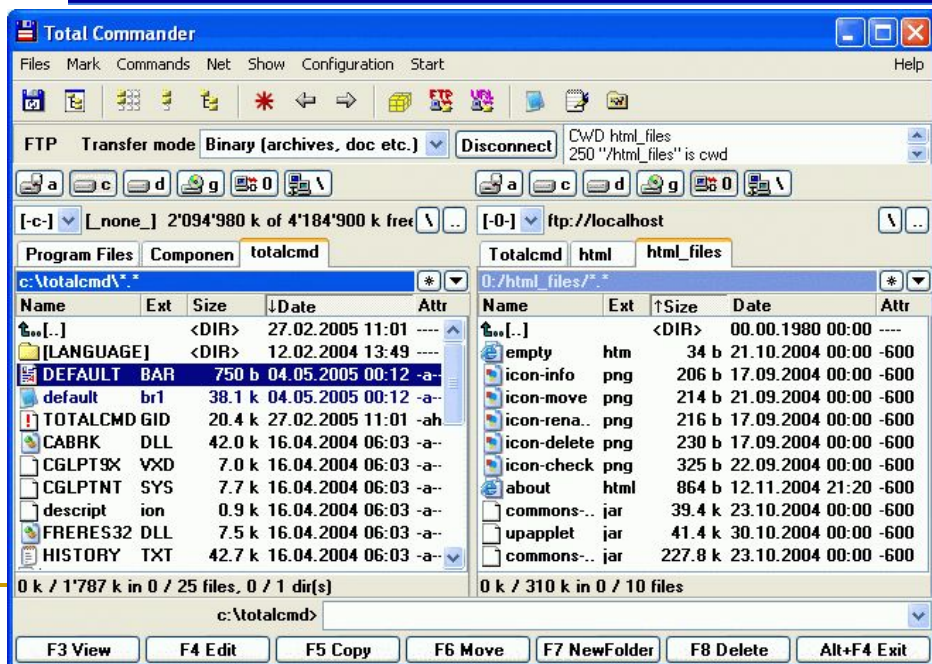 Total Commander
Files Mark Commands Net Show Configuration Start Help
FTP Transfer mode Binary (archives, doc etc.) Disconnect
CWD html_files
250 "/html_files" is cwd
a c d g 0 \
a c d g 0 \
[-c-] [_none_] 2'094'980 k of 4'184'900 k free \ ..
[-0-] ftp://localhost \ ..
Program Files Componen totalcmd
Totalcmd html html_files
c:\totalcmd\*.* *
0:/html_files/*.* *
Name Ext Size ↓Date Attr
[..] <DIR> 27.02.2005 11:01 ----
[LANGUAGE] <DIR> 12.02.2004 13:49 ----
DEFAULT BAR 750 b 04.05.2005 00:12 -a--
default br1 38.1 k 04.05.2005 00:12 -a--
TOTALCMD GID 20.4 k 27.02.2005 11:01 -ah
CABRK DLL 42.0 k 16.04.2004 06:03 -a--
CGLPT9X VXD 7.0 k 16.04.2004 06:03 -a--
CGLPTNT SYS 7.7 k 16.04.2004 06:03 -a--
descript ion 0.9 k 16.04.2004 06:03 -a--
FRERES32 DLL 7.5 k 16.04.2004 06:03 -a--
HISTORY TXT 42.7 k 16.04.2004 06:03 -a--
0 k / 1'787 k in 0 / 25 files, 0 / 1 dir(s)
Name Ext ↑Size Date Attr
[..] <DIR> 00.00.1980 00:00 ----
empty htm 34 b 21.10.2004 00:00 -600
icon-info png 206 b 17.09.2004 00:00 -600
icon-move png 214 b 21.09.2004 00:00 -600
icon-rena.. png 216 b 17.09.2004 00:00 -600
icon-delete png 230 b 17.09.2004 00:00 -600
icon-check png 325 b 22.09.2004 00:00 -600
about html 864 b 12.11.2004 21:20 -600
commons-.. jar 39.4 k 23.10.2004 00:00 -600
upapplet jar 41.4 k 30.10.2004 00:00 -600
commons-.. jar 227.8 k 23.10.2004 00:00 -600
0 k / 310 k in 0 / 10 files
c:\totalcmd>
F3 View F4 Edit F5 Copy F6 Move F7 NewFolder F8 Delete Alt+F4 Exit